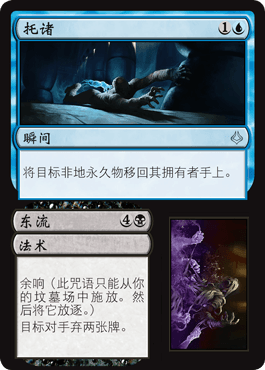 托诸
1
瞬间
将目标非地永久物移回其拥有者手上。
东流
4
法术
余响（此咒语只能从你
的坟墓场中施放。然
后将它放逐。）
目标对手弃两张牌。